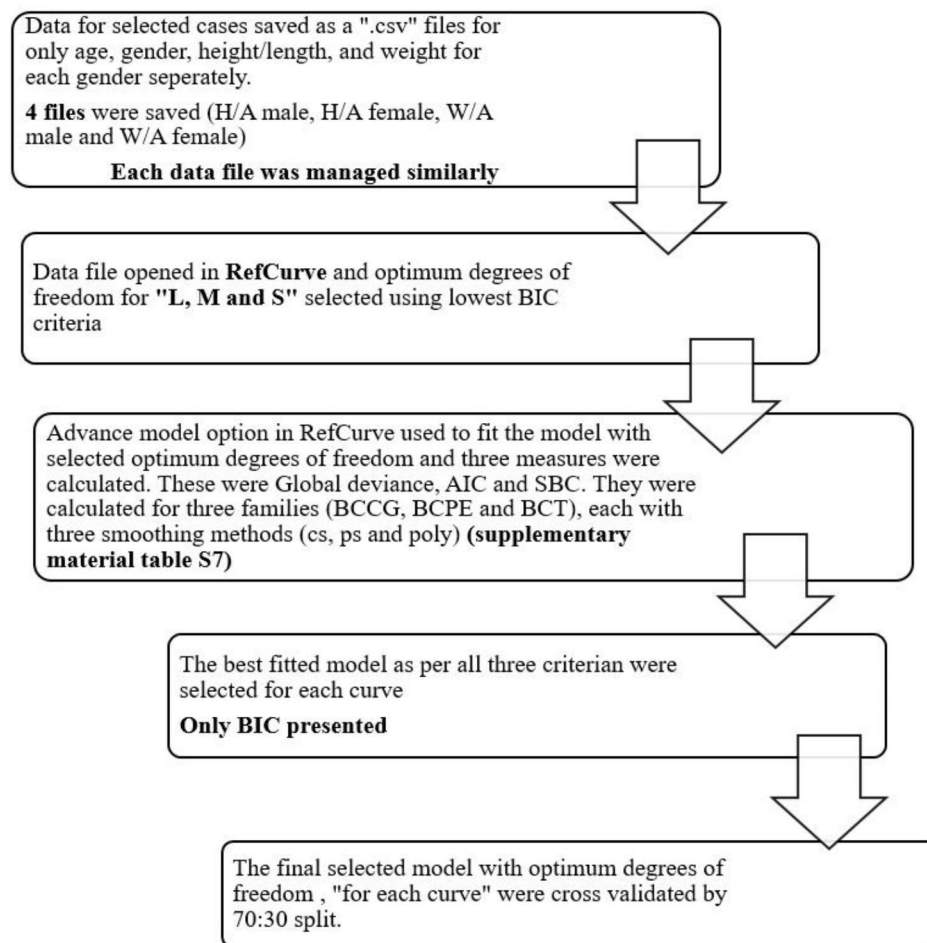 Data for selected cases saved as a ".csv" files for
only age, gender, height/length, and weight for
each gender seperately.
4 files were saved (H/A male, H/A female, W/A
male and W/A female)
Each data file was managed similarly
Data file opened in RefCurve and optimum degrees of
freedom for "L, M and S" selected using lowest BIC
criteria
Advance model option in RefCurve used to fit the model with
selected optimum degrees of freedom and three measures were
calculated. These were Global deviance, AIC and SBC. They were
calculated for three families (BCCG, BCPE and BCT), each with
three smoothing methods (cs, ps and poly) (supplementary
material table S7)
The best fitted model as per all three criterian were
selected for each curve
Only BIC presented
The final selected model with optimum degrees of
freedom , "for each curve" were cross validated by
70:30 split.